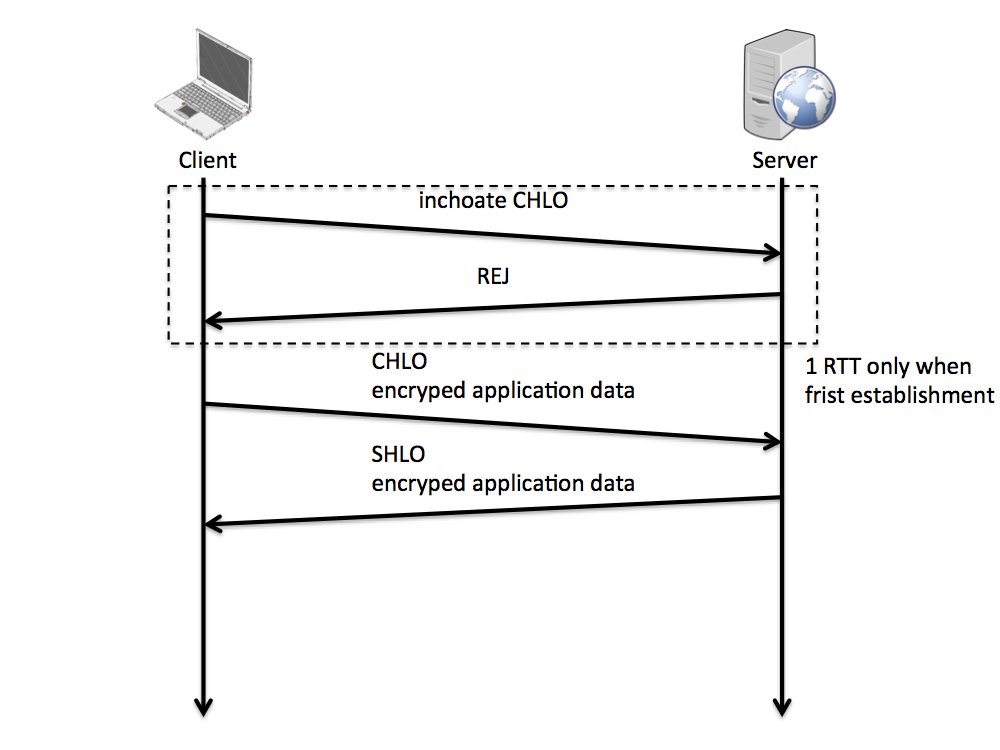 Client
Server
inchoate CHLO
REJ
CHLO
encryped application data
1 RTT only when
frist establishment
SHLO
encryped application data